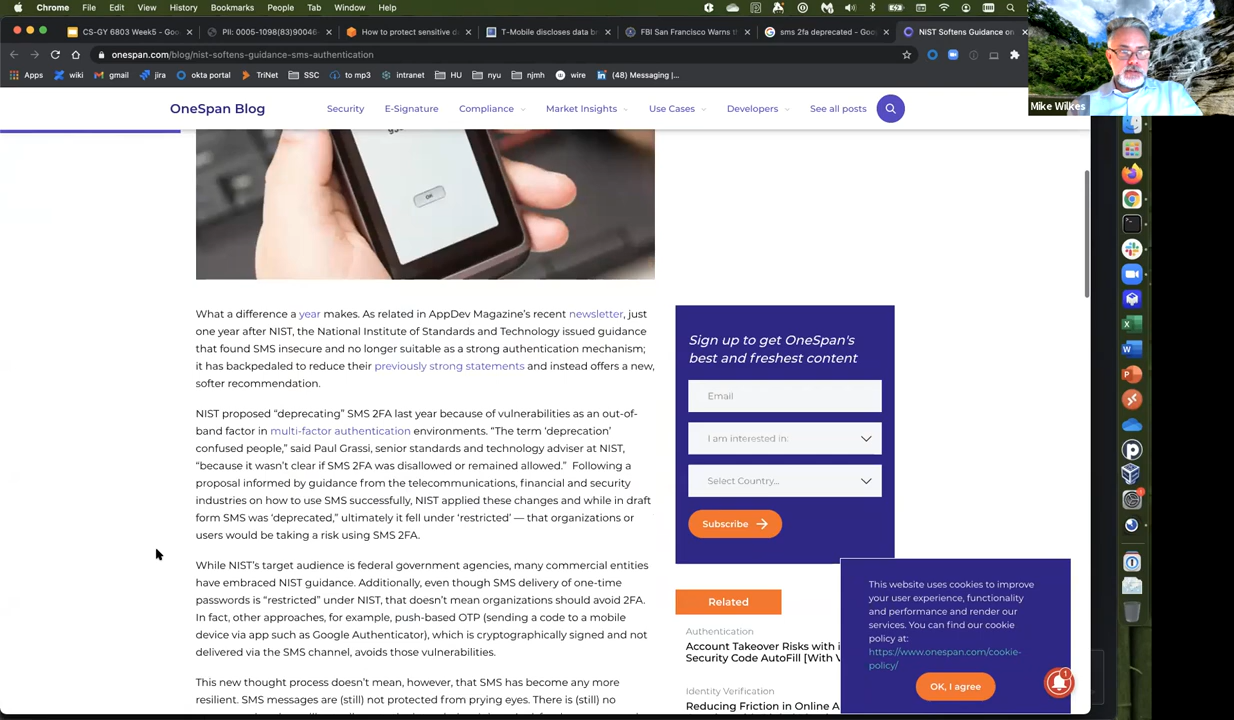 Chrome File Edit View History Bookmarks People Tab Window Help
CS-GY 6803 Week5 - Goo
PII: 0005-1098(83)90046-
How to protect sensitive d
T-Mobile discloses data br
FBI San Francisco Warns th
sms 2fa deprecated - Goo
NIST Softens Guidance on
onespan.com/blog/nist-softens-guidance-sms-authentication
Apps wiki gmail jira okta portal TriNet SSC to mp3 intranet HU nyu njmh wire (48) Messaging |...
Mike Wilkes
OneSpan Blog
Security E-Signature Compliance Market Insights Use Cases Developers See all posts
OK
What a difference a year makes. As related in AppDev Magazine's recent newsletter, just
one year after NIST, the National Institute of Standards and Technology issued guidance
that found SMS insecure and no longer suitable as a strong authentication mechanism;
it has backpedaled to reduce their previously strong statements and instead offers a new,
softer recommendation.
NIST proposed "deprecating" SMS 2FA last year because of vulnerabilities as an out-of-
band factor in multi-factor authentication environments. "The term 'deprecation'
confused people," said Paul Grassi, senior standards and technology adviser at NIST,
"because it wasn't clear if SMS 2FA was disallowed or remained allowed." Following a
proposal informed by guidance from the telecommunications, financial and security
industries on how to use SMS successfully, NIST applied these changes and while in draft
form SMS was 'deprecated,' ultimately it fell under 'restricted' — that organizations or
users would be taking a risk using SMS 2FA.
While NIST's target audience is federal government agencies, many commercial entities
have embraced NIST guidance. Additionally, even though SMS delivery of one-time
passwords is "restricted" under NIST, that doesn't mean organizations should avoid 2FA.
In fact, other approaches, for example, push-based OTP (sending a code to a mobile
device via app such as Google Authenticator), which is cryptographically signed and not
delivered via the SMS channel, avoids those vulnerabilities.
This new thought process doesn't mean, however, that SMS has become any more
resilient. SMS messages are (still) not protected from prying eyes. There is (still) no
Sign up to get OneSpan's
best and freshest content
Email
I am interested in:
Select Country...
Subscribe
Related
Authentication
Account Takeover Risks with i
Security Code AutoFill [With V
Identity Verification
Reducing Friction in Online A
This website uses cookies to improve
your user experience, functionality
and performance and render our
services. You can find our cookie
policy at:
https://www.onespan.com/cookie-
policy/
OK, I agree
1